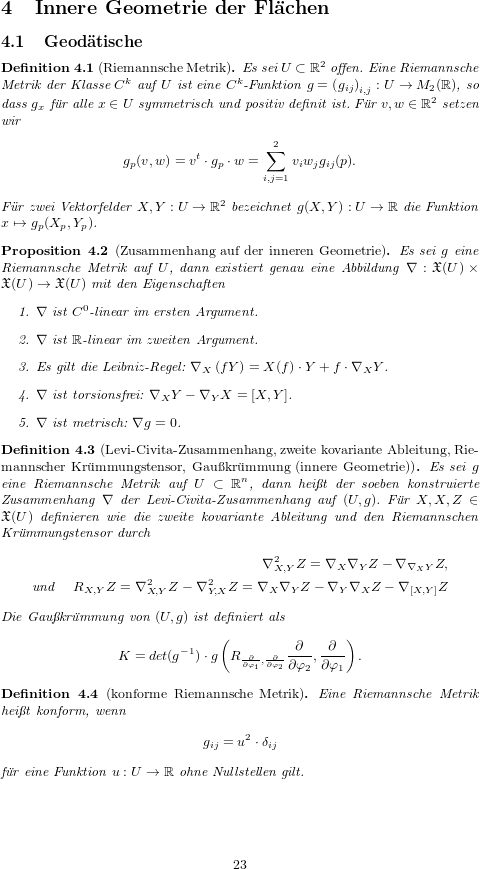 4 Innere Geometrie der Flächen
4.1 Geodätische
Definition 4.1 (Riemannsche Metrik). Es sei U ⊂ ℝ² offen. Eine Riemannsche
Metrik der Klasse Cᵏ auf U ist eine Cᵏ-Funktion g = (gᵢⱼ)ᵢ,ⱼ : U → M₂(ℝ), so
dass gₓ für alle x ∈ U symmetrisch und positiv definit ist. Für v, w ∈ ℝ² setzen
wir
g_p(v, w) = vᵗ · g_p · w = ∑_{i,j=1}^{2} vᵢwⱼgᵢⱼ(p).
Für zwei Vektorfelder X, Y : U → ℝ² bezeichnet g(X, Y) : U → ℝ die Funktion
x ↦ g_p(X_p, Y_p).
Proposition 4.2 (Zusammenhang auf der inneren Geometrie). Es sei g eine
Riemannsche Metrik auf U, dann existiert genau eine Abbildung ∇ : 𝔛(U) ×
𝔛(U) → 𝔛(U) mit den Eigenschaften
1. ∇ ist C⁰-linear im ersten Argument.
2. ∇ ist ℝ-linear im zweiten Argument.
3. Es gilt die Leibniz-Regel: ∇_X (fY) = X(f) · Y + f · ∇_X Y.
4. ∇ ist torsionsfrei: ∇_X Y − ∇_Y X = [X, Y].
5. ∇ ist metrisch: ∇g = 0.
Definition 4.3 (Levi-Civita-Zusammenhang, zweite kovariante Ableitung, Rie-
mannscher Krümmungstensor, Gaußkrümmung (innere Geometrie)). Es sei g
eine Riemannsche Metrik auf U ⊂ ℝⁿ, dann heißt der soeben konstruierte
Zusammenhang ∇ der Levi-Civita-Zusammenhang auf (U, g). Für X, X, Z ∈
𝔛(U) definieren wie die zweite kovariante Ableitung und den Riemannschen
Krümmungstensor durch
∇²_{X,Y} Z = ∇_X ∇_Y Z − ∇_{∇_X Y} Z,
und R_{X,Y} Z = ∇²_{X,Y} Z − ∇²_{Y,X} Z = ∇_X ∇_Y Z − ∇_Y ∇_X Z − ∇_{[X,Y]} Z
Die Gaußkrümmung von (U, g) ist definiert als
K = det(g⁻¹) · g (R_{∂/∂φ₁, ∂/∂φ₂} ∂/∂φ₂, ∂/∂φ₁).
Definition 4.4 (konforme Riemannsche Metrik). Eine Riemannsche Metrik
heißt konform, wenn
gᵢⱼ = u² · δᵢⱼ
für eine Funktion u : U → ℝ ohne Nullstellen gilt.
23